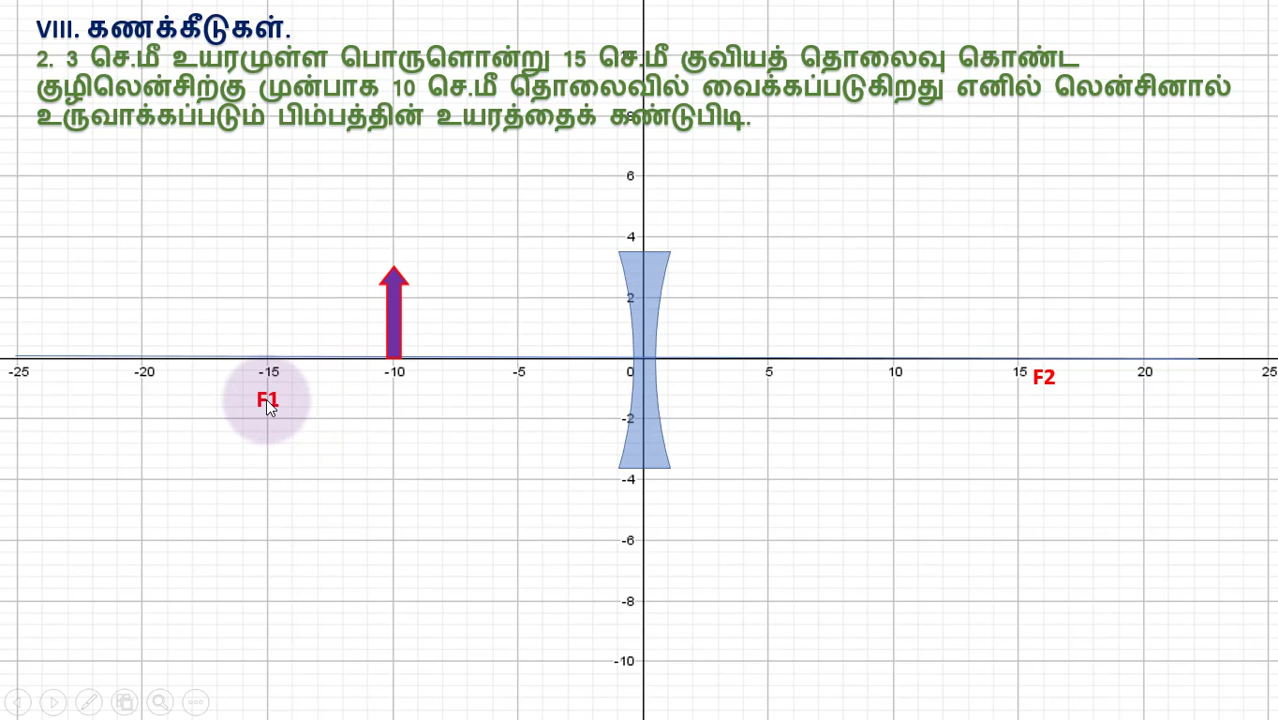 VIII. கணக்கீடுகள்.
2. 3 செ.மீ உயரமுள்ள பொருளொன்று 15 செ.மீ குவியத் தொலைவு கொண்ட
குழிலென்சிற்கு முன்பாக 10 செ.மீ தொலைவில் வைக்கப்படுகிறது எனில் லென்சினால்
உருவாக்கப்படும் பிம்பத்தின் உயரத்தைக் கண்டுபிடி.
6
4
2
-25 -20 -15 -10 -5 0 5 10 15 20 25
F1 F2
-2
-4
-6
-8
-10